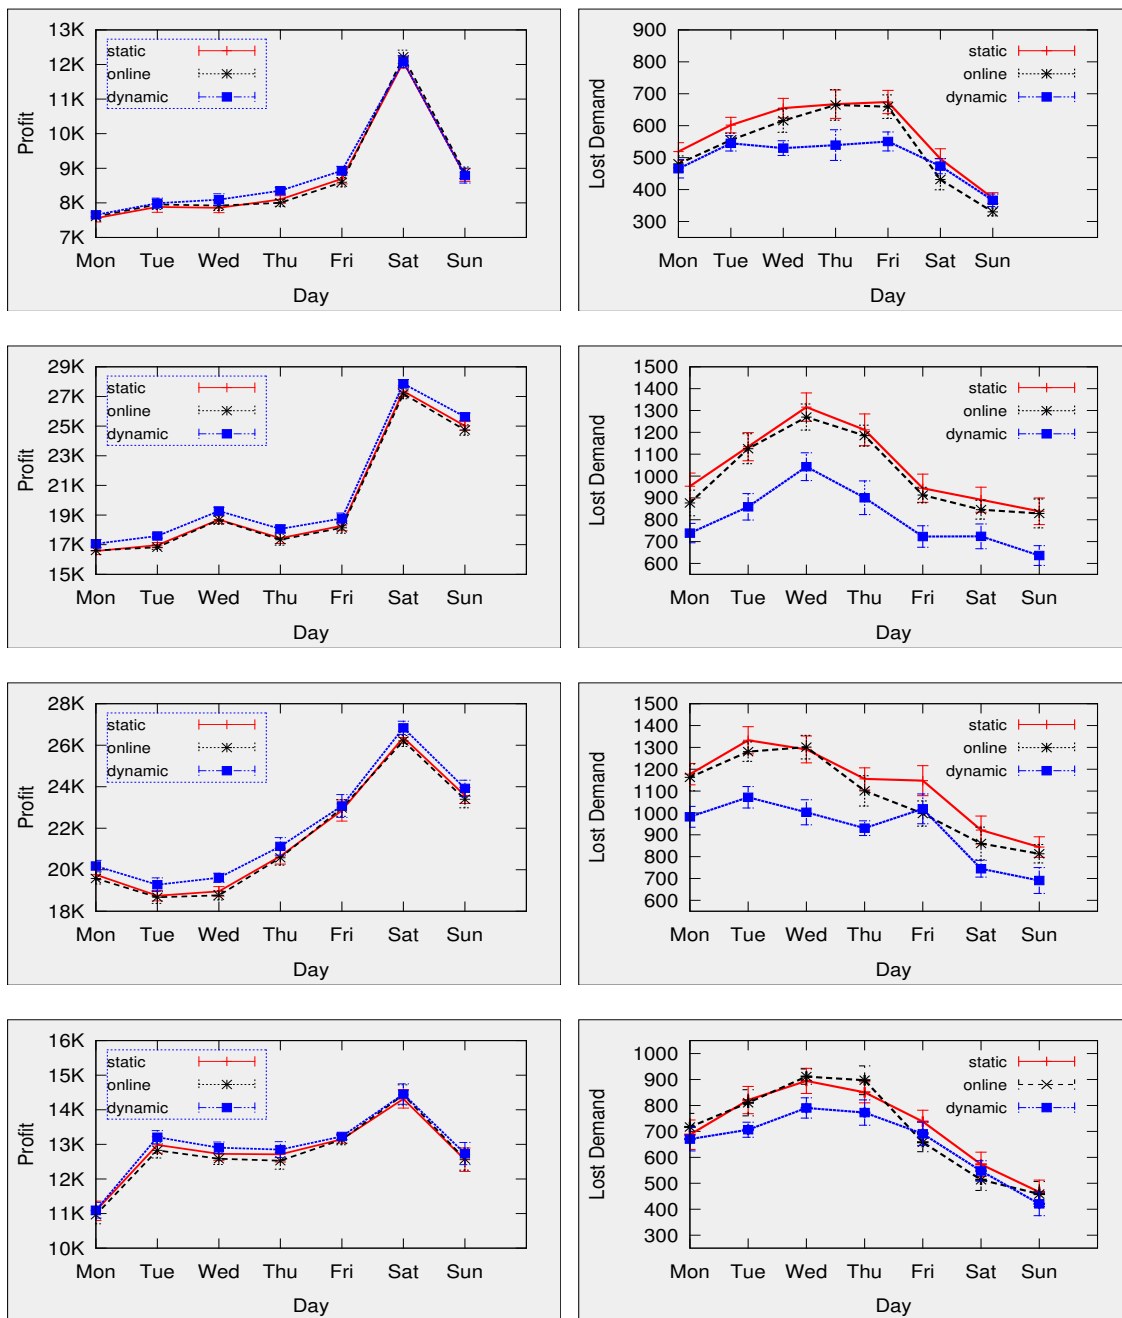 13K
12K
11K
10K
9K
8K
7K
Profit
static
online
dynamic
Mon Tue Wed Thu Fri Sat Sun
Day
900
800
700
600
500
400
300
Lost Demand
static
online
dynamic
Mon Tue Wed Thu Fri Sat Sun
Day
29K
27K
25K
23K
21K
19K
17K
15K
Profit
static
online
dynamic
Mon Tue Wed Thu Fri Sat Sun
Day
1500
1400
1300
1200
1100
1000
900
800
700
600
Lost Demand
static
online
dynamic
Mon Tue Wed Thu Fri Sat Sun
Day
28K
26K
24K
22K
20K
18K
Profit
static
online
dynamic
Mon Tue Wed Thu Fri Sat Sun
Day
1500
1400
1300
1200
1100
1000
900
800
700
600
Lost Demand
static
online
dynamic
Mon Tue Wed Thu Fri Sat Sun
Day
16K
15K
14K
13K
12K
11K
10K
Profit
static
online
dynamic
Mon Tue Wed Thu Fri Sat Sun
Day
1000
900
800
700
600
500
400
300
Lost Demand
static
online
dynamic
Mon Tue Wed Thu Fri Sat Sun
Day